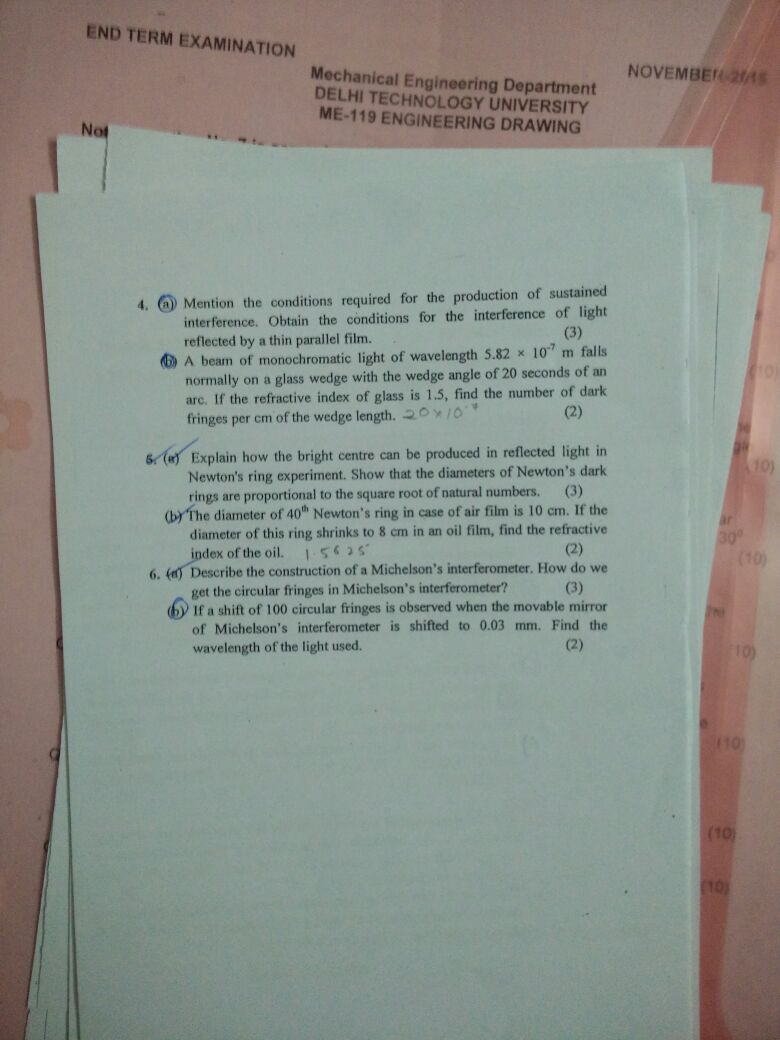 END TERM EXAMINATION
Mechanical Engineering Department
DELHI TECHNOLOGY UNIVERSITY
ME-119 ENGINEERING DRAWING
4. (a) Mention the conditions required for the production of sustained
interference. Obtain the conditions for the interference of light
reflected by a thin parallel film. (3)
(b) A beam of monochromatic light of wavelength 5.82 × 10⁻⁷ m falls
normally on a glass wedge with the wedge angle of 20 seconds of an
arc. If the refractive index of glass is 1.5, find the number of dark
fringes per cm of the wedge length. (2)
5. (a) Explain how the bright centre can be produced in reflected light in
Newton's ring experiment. Show that the diameters of Newton's dark
rings are proportional to the square root of natural numbers. (3)
(b) The diameter of 40th Newton's ring in case of air film is 10 cm. If the
diameter of this ring shrinks to 8 cm in an oil film, find the refractive
index of the oil. 1.5625 (2)
6. (a) Describe the construction of a Michelson's interferometer. How do we
get the circular fringes in Michelson's interferometer? (3)
(b) If a shift of 100 circular fringes is observed when the movable mirror
of Michelson's interferometer is shifted to 0.03 mm. Find the
wavelength of the light used. (2)
(10)
(10)
30°
(10)
(10)
(10)
(10)
(10)